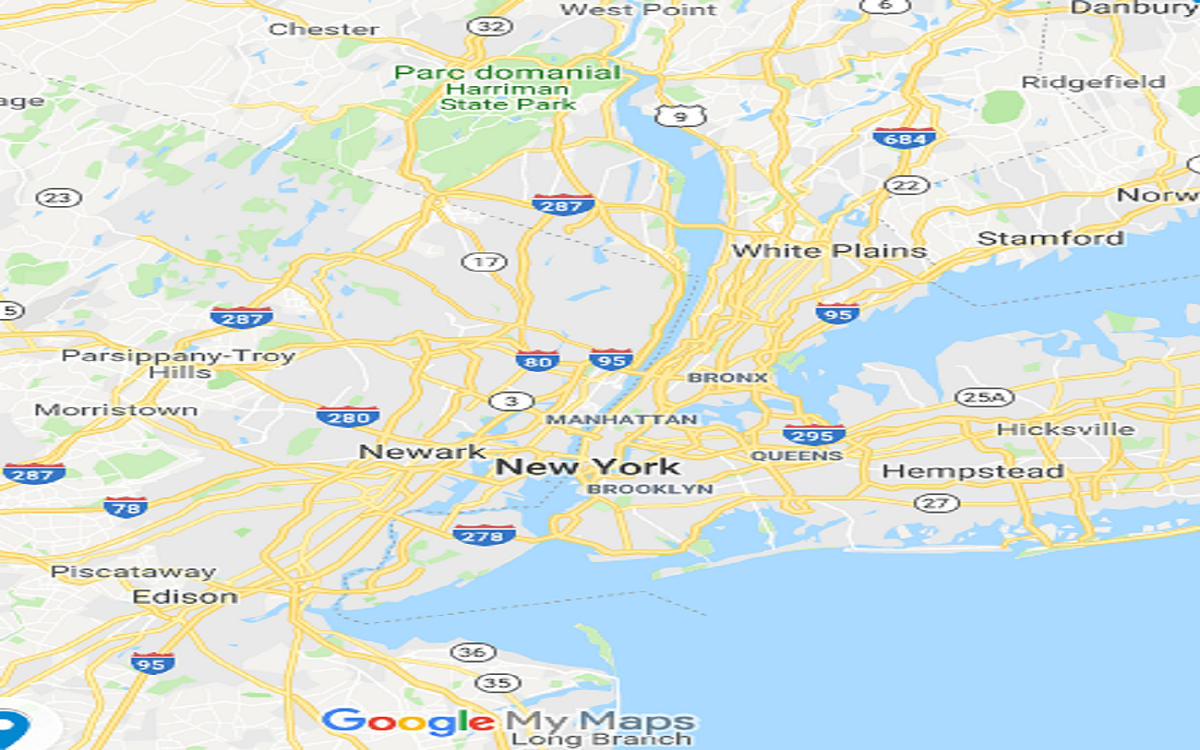 West Point
6
Danbury
Chester
32
Parc domanial
Harriman
State Park
Ridgefield
age
9
684
23
22
287
Norw
17
White Plains
Stamford
5
287
95
Parsippany-Troy
Hills
80
95
BRONX
Morristown
280
3
MANHATTAN
25A
295
Hicksville
Newark
New York
QUEENS
Hempstead
287
BROOKLYN
78
27
278
Piscataway
Edison
95
36
35
Google My Maps
Long Branch